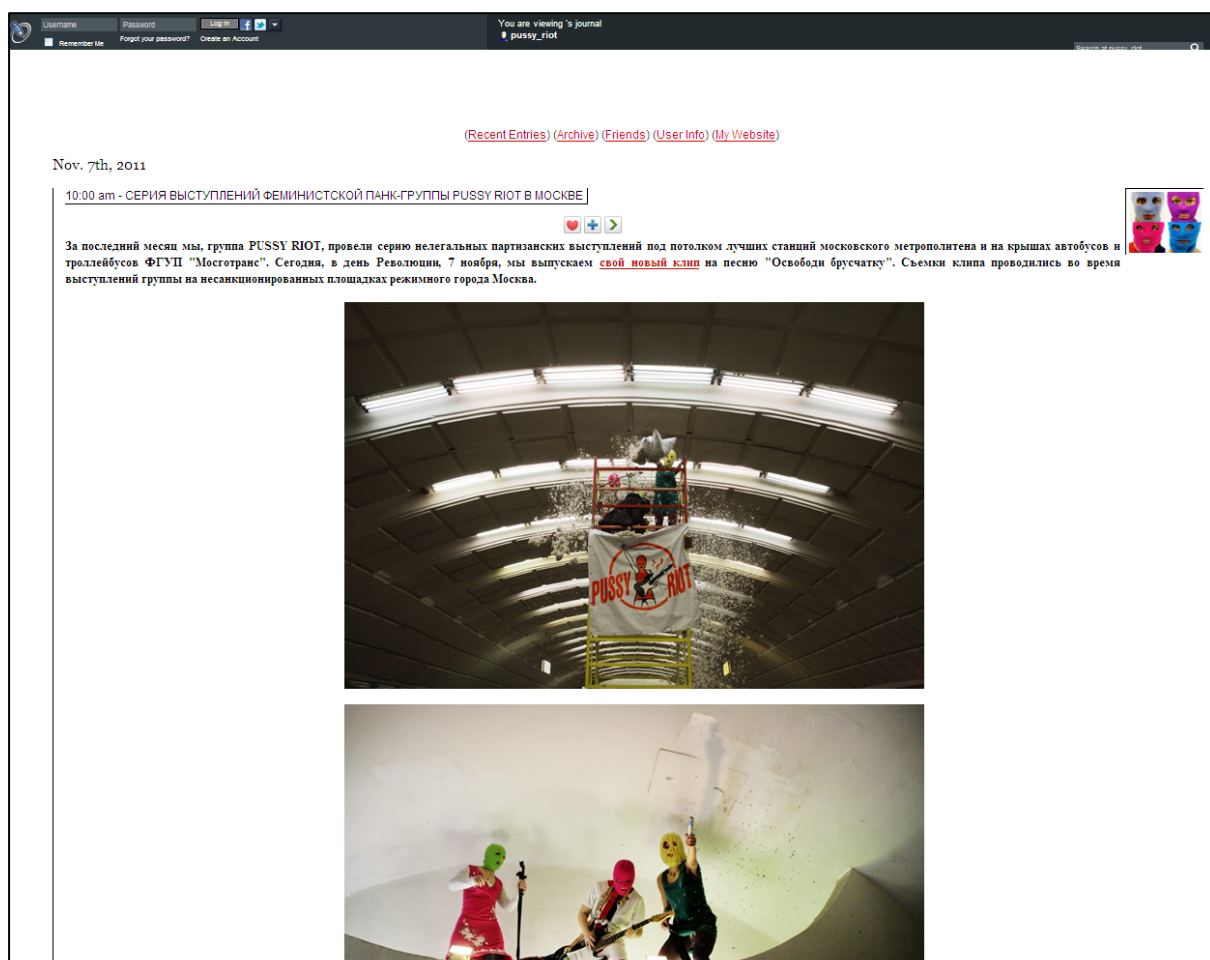 Username
Password
Log in
You are viewing 's journal
Remember Me
Forgot your password?
Create an Account
pussy_riot
Search at pussy_riot
(Recent Entries) (Archive) (Friends) (User Info) (My Website)
Nov. 7th, 2011
10:00 am - СЕРИЯ ВЫСТУПЛЕНИЙ ФЕМИНИСТСКОЙ ПАНК-ГРУППЫ PUSSY RIOT В МОСКВЕ
За последний месяц мы, группа PUSSY RIOT, провели серию нелегальных партизанских выступлений под потолком лучших станций московского метрополитена и на крышах автобусов и
троллейбусов ФГУП "Мосготранс". Сегодня, в день Революции, 7 ноября, мы выпускаем свой новый клип на песню "Освободи брусчатку". Съемки клипа проводились во время
выступлений группы на несанкционированных площадках режимного города Москва.
PUSSY RIOT